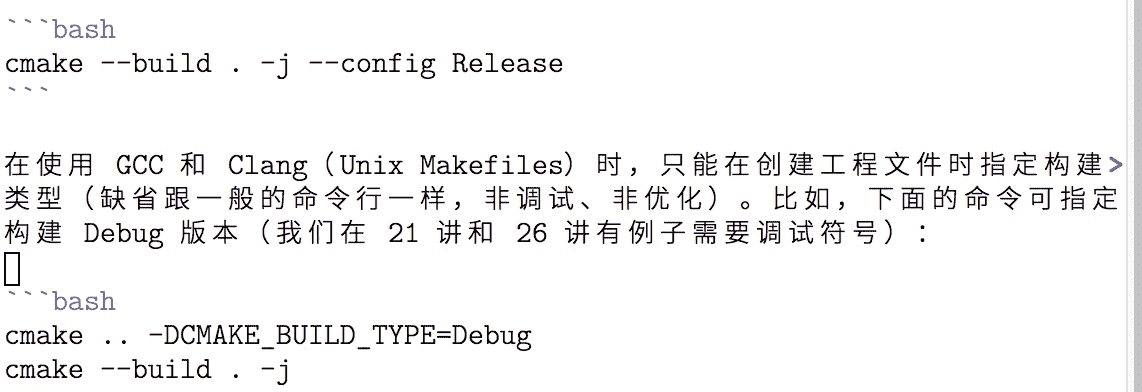 ```bash
cmake --build . -j --config Release
```
在使用 GCC 和 Clang（Unix Makefiles）时，只能在创建工程文件时指定构建>
类型（缺省跟一般的命令行一样，非调试、非优化）。比如，下面的命令可指定
构建 Debug 版本（我们在 21 讲和 26 讲有例子需要调试符号）：
```bash
cmake .. -DCMAKE_BUILD_TYPE=Debug
cmake --build . -j